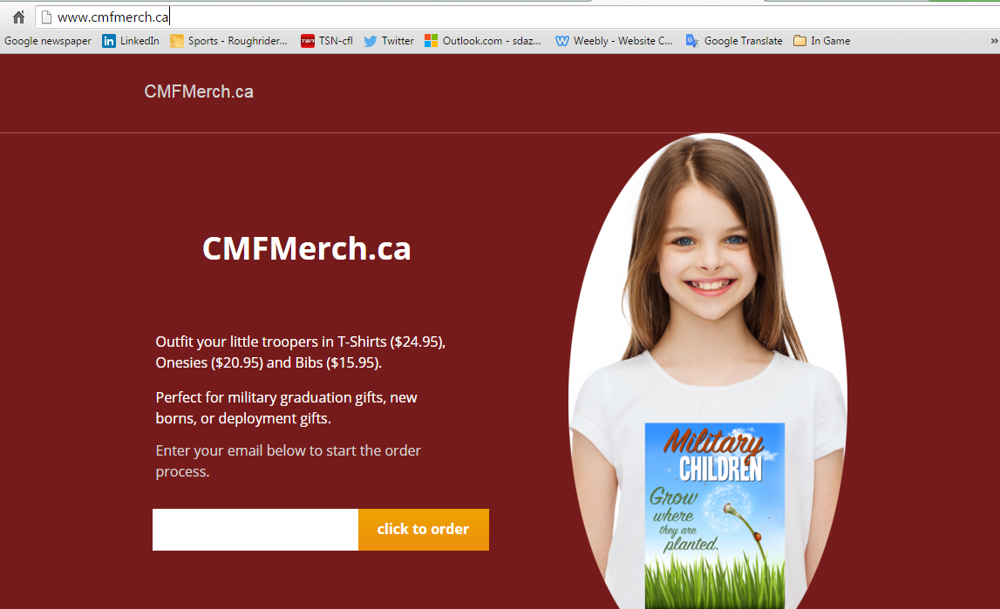 www.cmfmerch.ca
Google newspaper LinkedIn Sports - Roughrider... TSN-cfl Twitter Outlook.com - sdaz... Weebly - Website C... Google Translate In Game »
CMFMerch.ca
CMFMerch.ca
Outfit your little troopers in T-Shirts ($24.95),
Onesies ($20.95) and Bibs ($15.95).
Perfect for military graduation gifts, new
borns, or deployment gifts.
Enter your email below to start the order
process.
click to order
Military
CHILDREN
Grow
where
they are
planted.